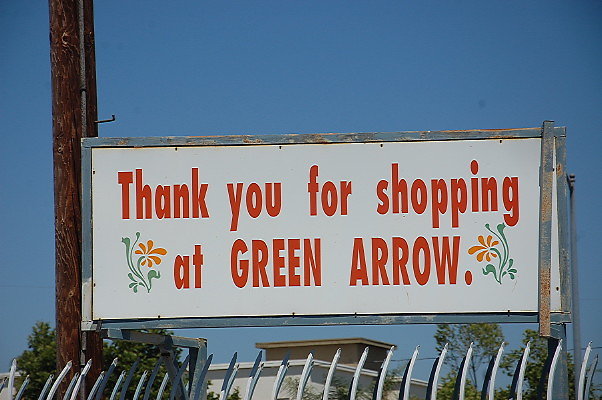 Thank you for shopping
at GREEN ARROW.